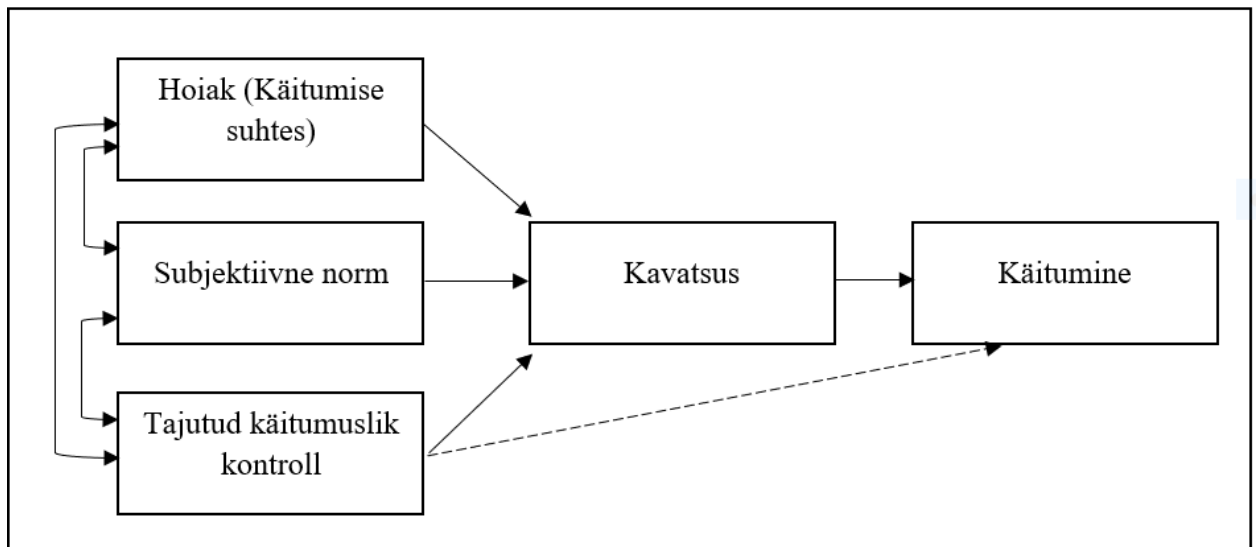 Hoiak (Käitumise
suhtes)
Subjektiivne norm
Kavatsus
Käitumine
Tajutud käitumuslik
kontroll